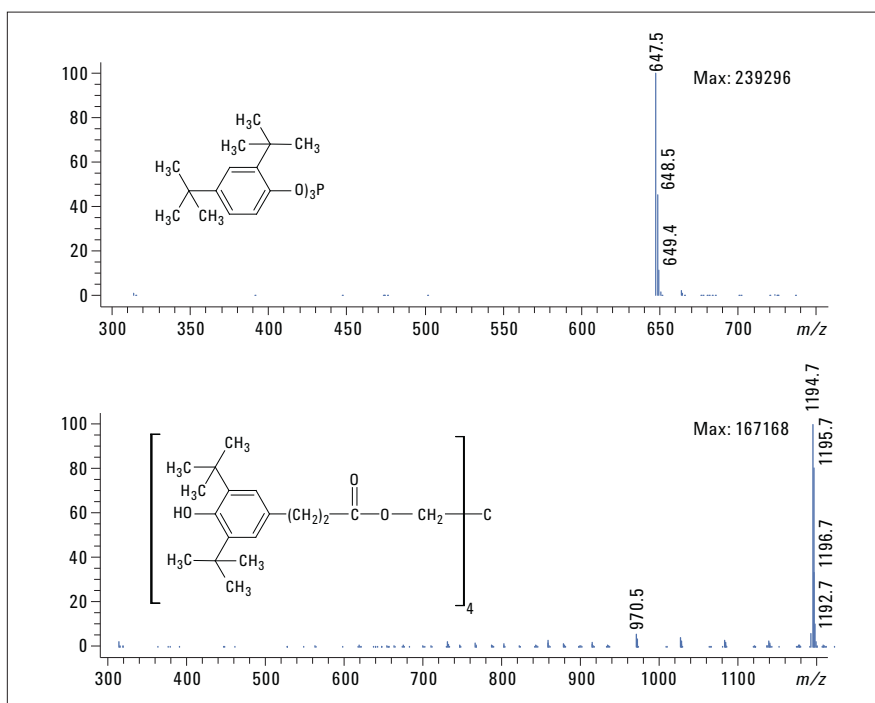 647.5
Max: 239296
100
80
60
40
20
0
648.5
649.4
H₃C
CH₃
H₃C
CH₃
CH₃
H₃C
H₃C
CH₃
O)₃P
300 350 400 450 500 550 600 650 700 m/z
1194.7
Max: 167168
100
80
60
40
20
0
1195.7
1196.7
1192.7
970.5
CH₃
H₃C
CH₃
H₃C
O
HO
(CH₂)₂
C
O
CH₂
C
H₃C
CH₃
CH₃
4
300 400 500 600 700 800 900 1000 1100 m/z